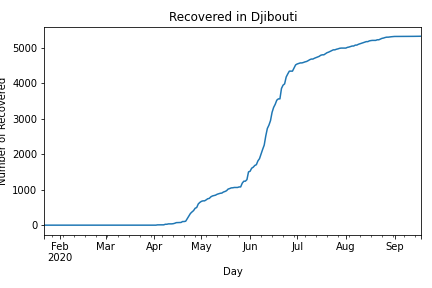 Recovered in Djibouti
Number of Recovered
5000
4000
3000
2000
1000
0
Feb Mar Apr May Jun Jul Aug Sep
2020
Day